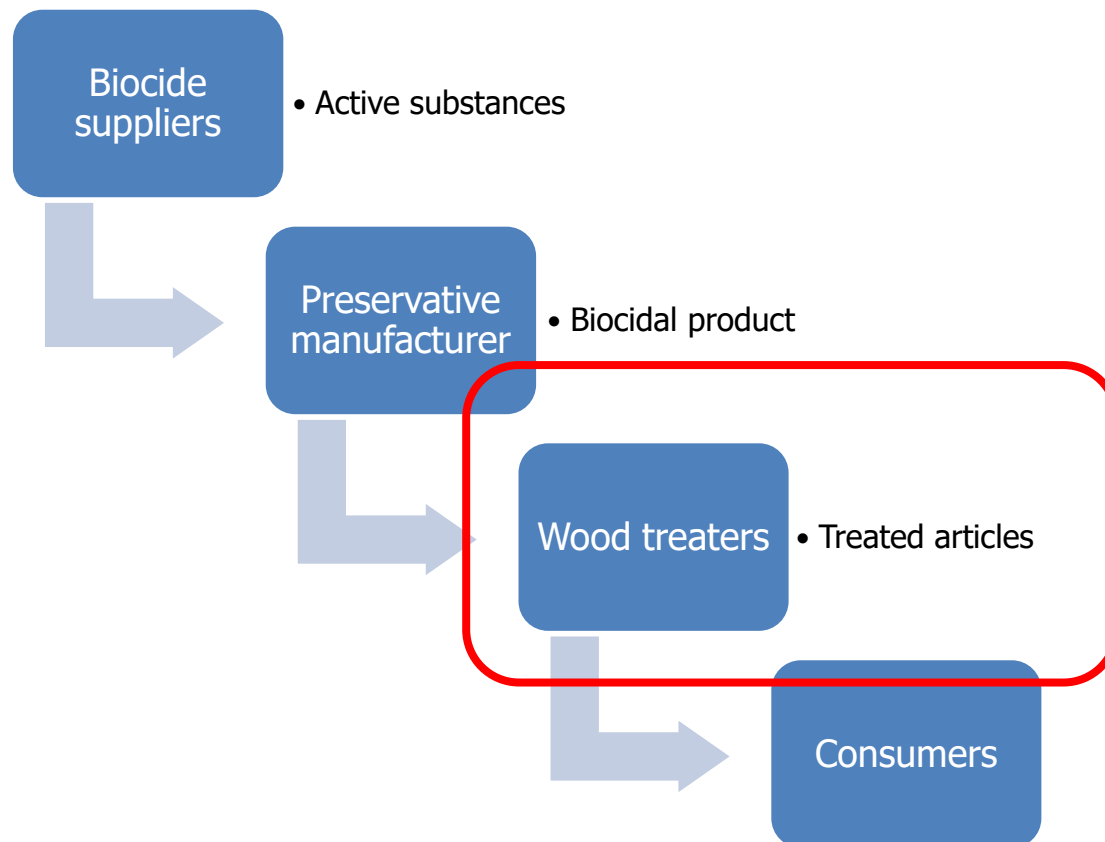 Biocide
suppliers
• Active substances
Preservative
manufacturer
• Biocidal product
Wood treaters
• Treated articles
Consumers